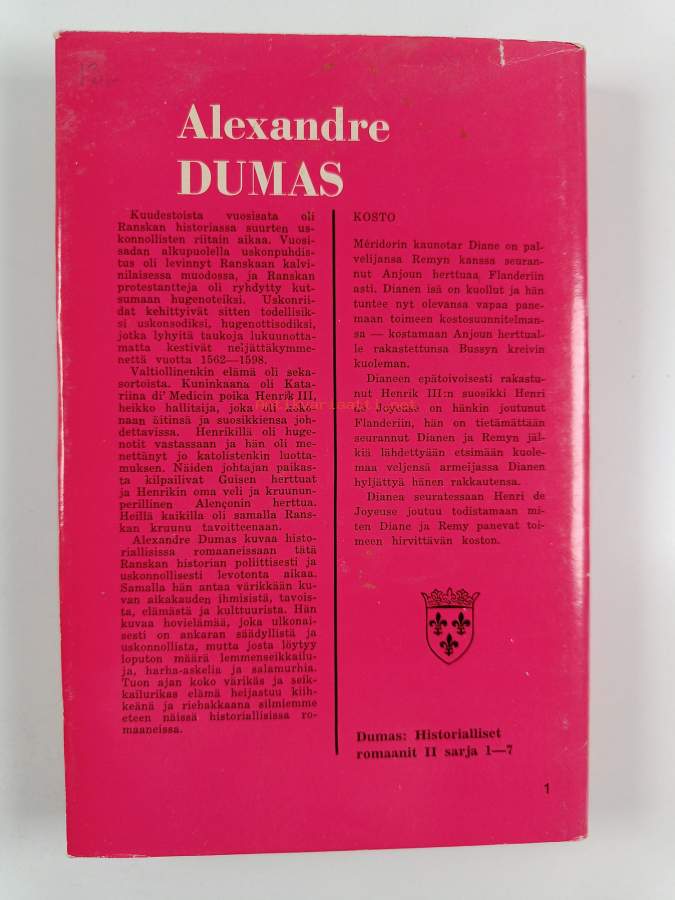 Alexandre
DUMAS
Kuudestoista vuosisata oli
Ranskan historiassa suurten us-
konnollisten riitain aikaa. Vuosi-
sadan alkupuolella uskonpuhdis-
tus oli levinnyt Ranskaan kalvi-
nilaisessa muodossa, ja Ranskan
protestantteja oli ryhdytty kut-
sumaan hugenoteiksi. Uskonrii-
dat kehittyivät sitten todellisik-
si uskonsodiksi, hugenottisodiksi,
jotka lyhyitä taukoja lukuunotta-
matta kestivät neljättäkymme-
nettä vuotta 1562—1598.
Valtiollinenkin elämä oli seka-
sortoista. Kuninkaana oli Kata-
riina di' Medicin poika Henrik III,
heikko hallitsija, joka oli koko-
naan äitinsä ja suosikkiensa joh-
dettavissa. Henrikillä oli huge-
notit vastassaan ja hän oli me-
nettänyt jo katolistenkin luotta-
muksen. Näiden johtajan paikas-
ta kilpailivat Guisen herttuat
ja Henrikin oma veli ja kruunun-
perillinen Alençonin herttua.
Heillä kaikilla oli samalla Rans-
kan kruunu tavoitteenaan.
Alexandre Dumas kuvaa histo-
riallisissa romaaneissaan tätä
Ranskan historian poliittisesti ja
uskonnollisesti levotonta aikaa.
Samalla hän antaa värikkään ku-
van aikakauden ihmisistä, tavois-
ta, elämästä ja kulttuurista. Hän
kuvaa hovielämää, joka ulkonai-
sesti on ankaran säädyllistä ja
uskonnollista, mutta josta löytyy
loputon määrä lemmenseikkailu-
ja, harha-askelia ja salamurhia.
Tuon ajan koko värikäs ja seik-
kailurikas elämä heijastuu kiih-
keänä ja riehakkaana silmiemme
eteen näissä historiallisissa ro-
maaneissa.
KOSTO
Méridorin kaunotar Diane on pal-
velijansa Remyn kanssa seuran-
nut Anjoun herttuaa Flanderiin
asti. Dianen isä on kuollut ja hän
tuntee nyt olevansa vapaa pane-
maan toimeen kostosuunnitelman-
sa — kostamaan Anjoun herttual-
le rakastettunsa Bussyn kreivin
kuoleman.
Dianeen epätoivoisesti rakastu-
nut Henrik III:n suosikki Henri
de Joyeuse on hänkin joutunut
Flanderiin, hän on tietämättään
seurannut Dianen ja Remyn jäl-
kiä lähdettyään etsimään kuole-
maa veljensä armeijassa Dianen
hyljättyä hänen rakkautensa.
Dianea seuratessaan Henri de
Joyeuse joutuu todistamaan mi-
ten Diane ja Remy panevat toi-
meen hirvittävän koston.
Dumas: Historialliset
romaanit II sarja 1—7
1